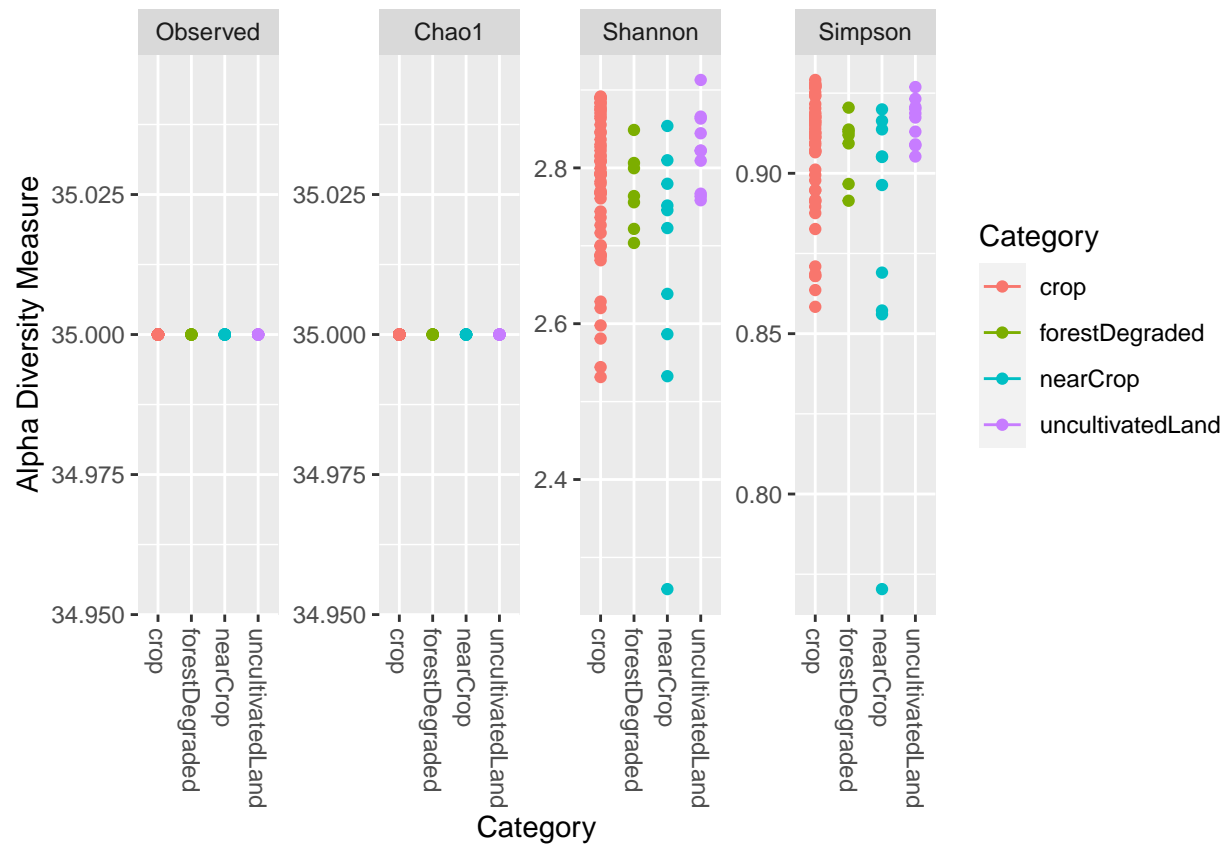 Observed
Chao1
Shannon
Simpson
Alpha Diversity Measure
35.025
35.000
34.975
34.950
35.025
35.000
34.975
34.950
2.8
2.6
2.4
0.90
0.85
0.80
crop
forestDegraded
nearCrop
uncultivatedLand
crop
forestDegraded
nearCrop
uncultivatedLand
crop
forestDegraded
nearCrop
uncultivatedLand
crop
forestDegraded
nearCrop
uncultivatedLand
Category
Category
crop
forestDegraded
nearCrop
uncultivatedLand